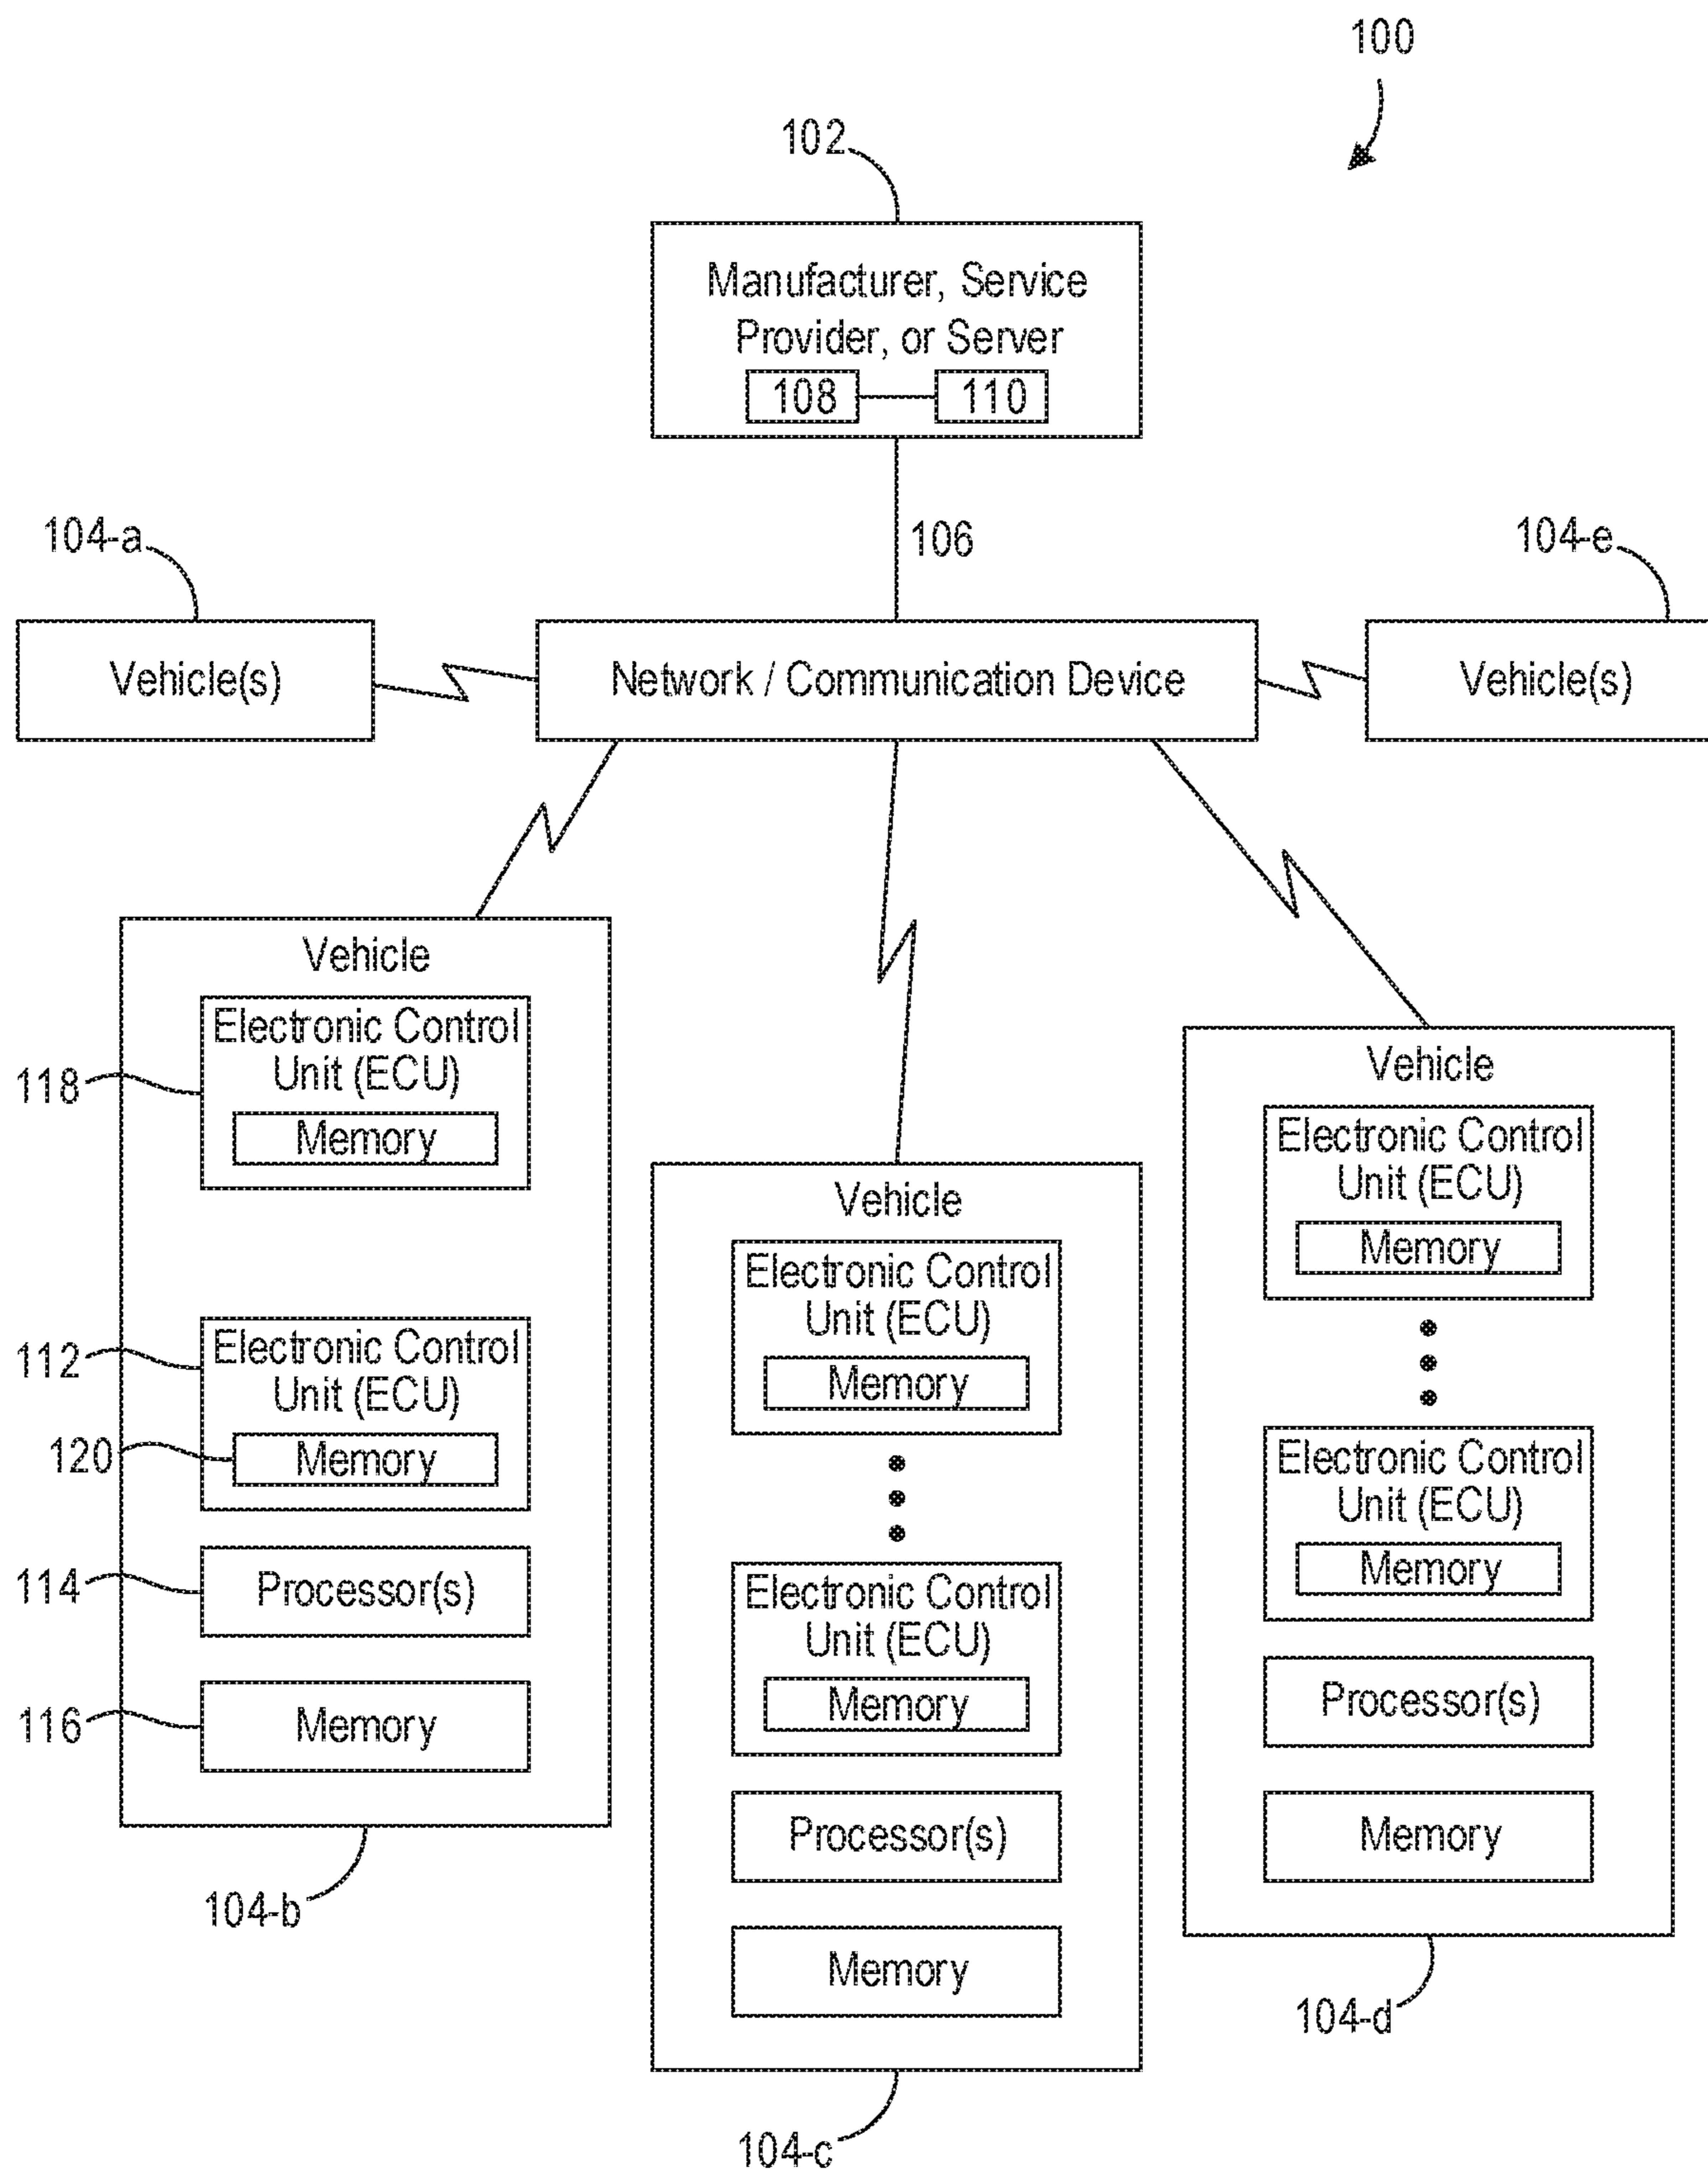 100
102
Manufacturer, Service
Provider, or Server
108
110
106
104-a
104-e
Vehicle(s)
Network / Communication Device
Vehicle(s)
Vehicle
Electronic Control
Unit (ECU)
Memory
118
Electronic Control
Unit (ECU)
Memory
112
120
Processor(s)
114
Memory
116
104-b
Vehicle
Electronic Control
Unit (ECU)
Memory
Electronic Control
Unit (ECU)
Memory
Processor(s)
Memory
104-c
Vehicle
Electronic Control
Unit (ECU)
Memory
Electronic Control
Unit (ECU)
Memory
Processor(s)
Memory
104-d